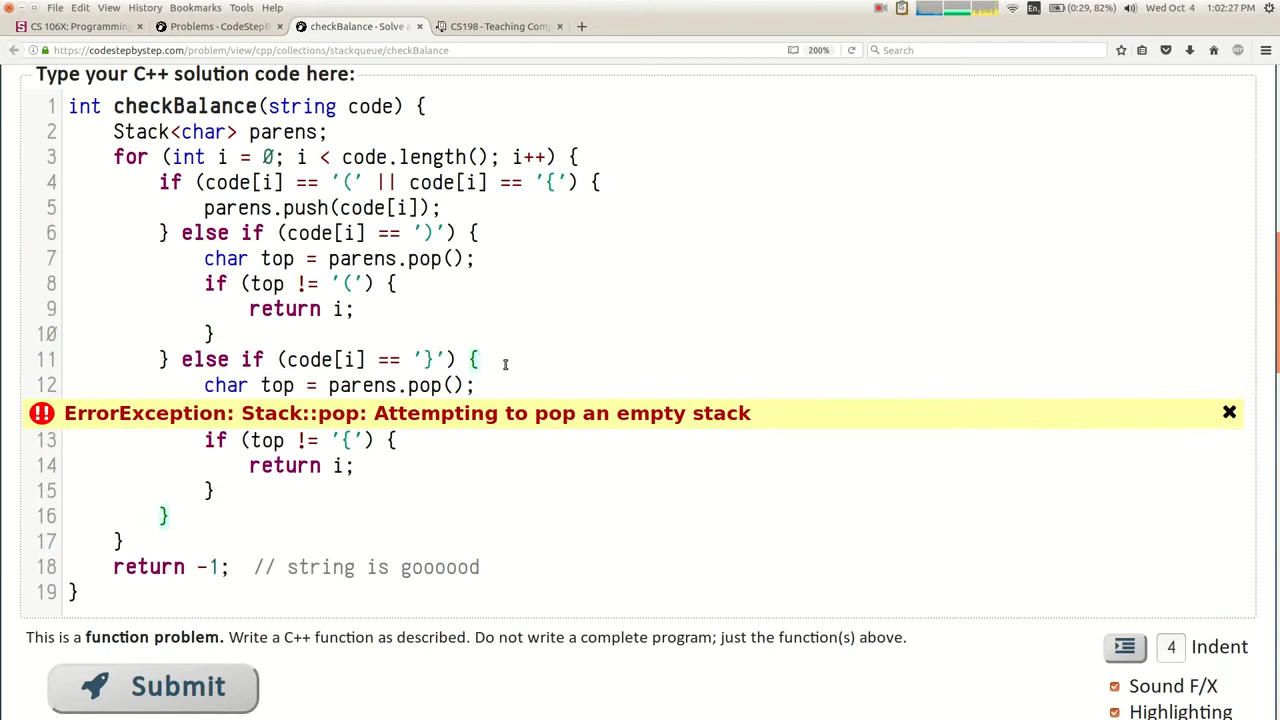 File Edit View History Bookmarks Tools Help En, (0:29, 82%) Wed Oct 4 1:02:27 PM
CS 106X: Programming × Problems - CodeStepB × checkBalance - Solve a × CS198 - Teaching Comp × +
https://codestepbystep.com/problem/view/cpp/collections/stackqueue/checkBalance 200% Search
Type your C++ solution code here:
1 int checkBalance(string code) {
2 Stack<char> parens;
3 for (int i = 0; i < code.length(); i++) {
4 if (code[i] == '(' || code[i] == '{') {
5 parens.push(code[i]);
6 } else if (code[i] == ')') {
7 char top = parens.pop();
8 if (top != '(') {
9 return i;
10 }
11 } else if (code[i] == '}') {
12 char top = parens.pop();
!! ErrorException: Stack::pop: Attempting to pop an empty stack
13 if (top != '{') {
14 return i;
15 }
16 }
17 }
18 return -1; // string is goooood
19 }
This is a function problem. Write a C++ function as described. Do not write a complete program; just the function(s) above.
4 Indent
Submit
Sound F/X
Highlighting